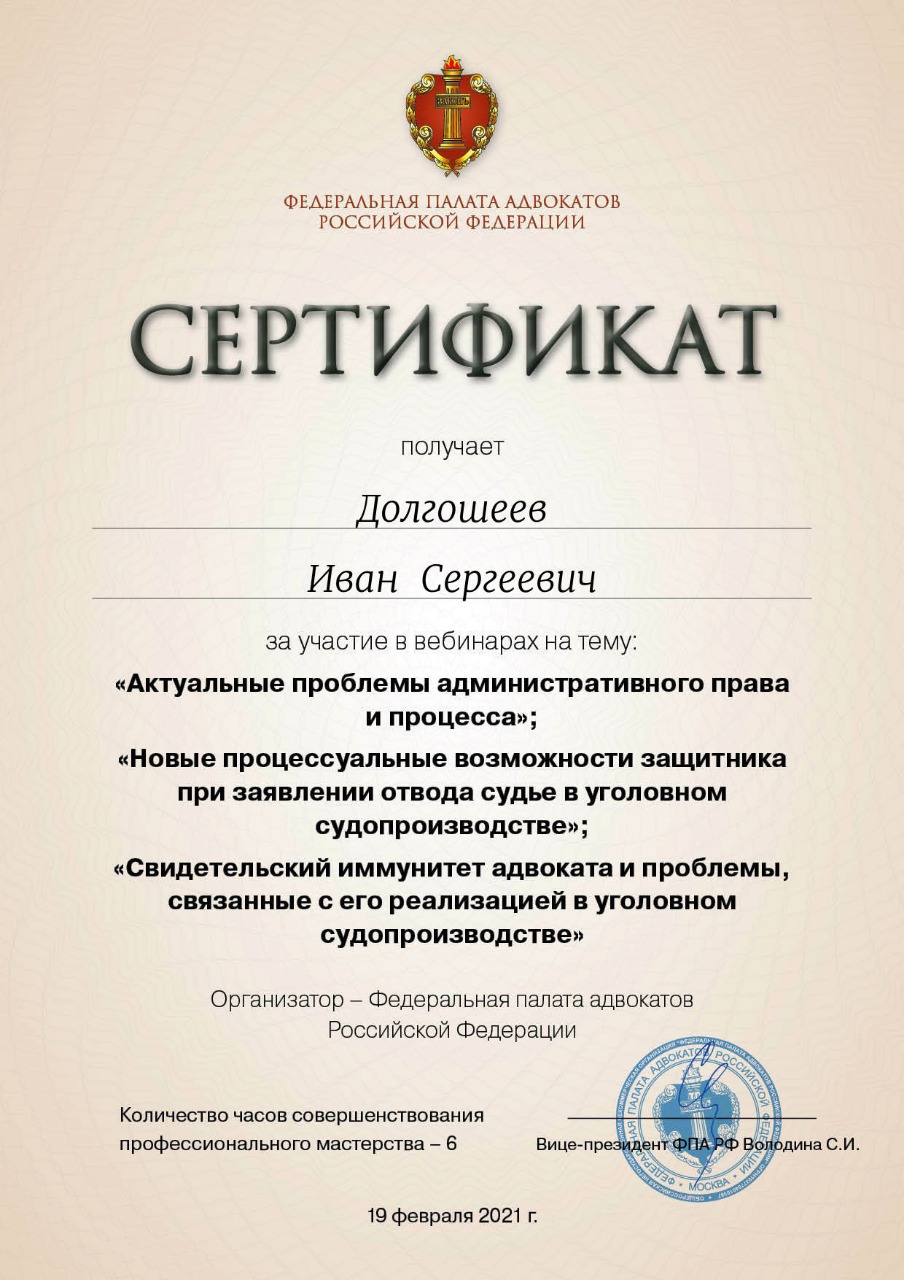 ЗАКОНЪ
ФЕДЕРАЛЬНАЯ ПАЛАТА АДВОКАТОВ
РОССИЙСКОЙ ФЕДЕРАЦИИ
СЕРТИФИКАТ
получает
Долгошеев
Иван Сергеевич
за участие в вебинарах на тему:
«Актуальные проблемы административного права
и процесса»;
«Новые процессуальные возможности защитника
при заявлении отвода судье в уголовном
судопроизводстве»;
«Свидетельский иммунитет адвоката и проблемы,
связанные с его реализацией в уголовном
судопроизводстве»
Организатор – Федеральная палата адвокатов
Российской Федерации
Количество часов совершенствования
профессионального мастерства – 6
ФЕДЕРАЛЬНАЯ ПАЛАТА АДВОКАТОВ РОССИЙСКОЙ ФЕДЕРАЦИИ
МОСКВА
Вице-президент ФПА РФ Володина С.И.
19 февраля 2021 г.